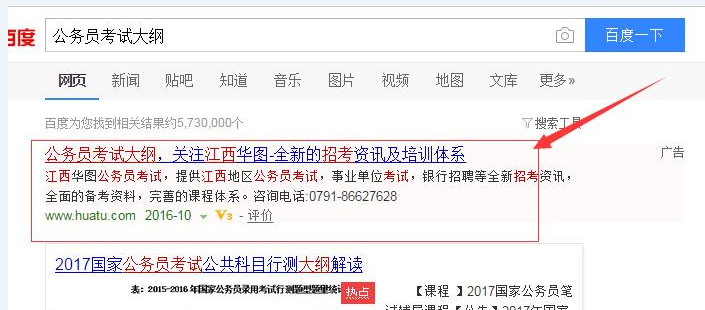 百度
公务员考试大纲
百度一下
网页 新闻 贴吧 知道 音乐 图片 视频 地图 文库 更多»
百度为您找到相关结果约5,730,000个
搜索工具
公务员考试大纲，关注江西华图-全新的招考资讯及培训体系
广告
江西华图公务员考试，提供江西地区公务员考试，事业单位考试，银行招聘等全新招考资讯，
全面的备考资料，完善的课程体系。咨询电话:0791-86627628
www.huatu.com 2016-10 V3 - 评价
2017国家公务员考试公共科目行测大纲解读
表：2015-2016年国家公务员录用考试行测题型题量统计
热点
【课程 】2017国家公务员笔
试辅导课程【公告】2017年国家